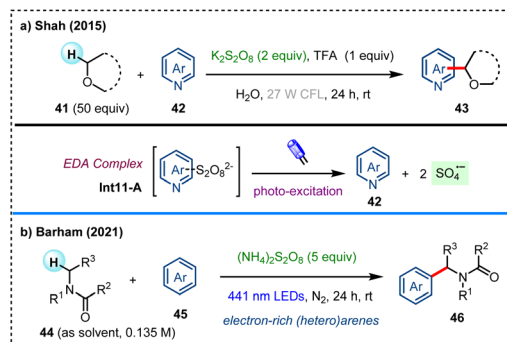 a) Shah (2015)
H
O
41 (50 equiv)
+
Ar
N
42
K2S2O8 (2 equiv), TFA (1 equiv)
H2O, 27 W CFL, 24 h, rt
Ar
N
O
43
EDA Complex
Int11-A
Ar
N
S2O8²⁻
photo-excitation
Ar
N
42
+ 2 SO4•−
b) Barham (2021)
H
R³
R¹
N
R²
O
44 (as solvent, 0.135 M)
+
Ar
45
(NH4)2S2O8 (5 equiv)
441 nm LEDs, N2, 24 h, rt
electron-rich (hetero)arenes
R³
R²
Ar
N
O
R¹
46